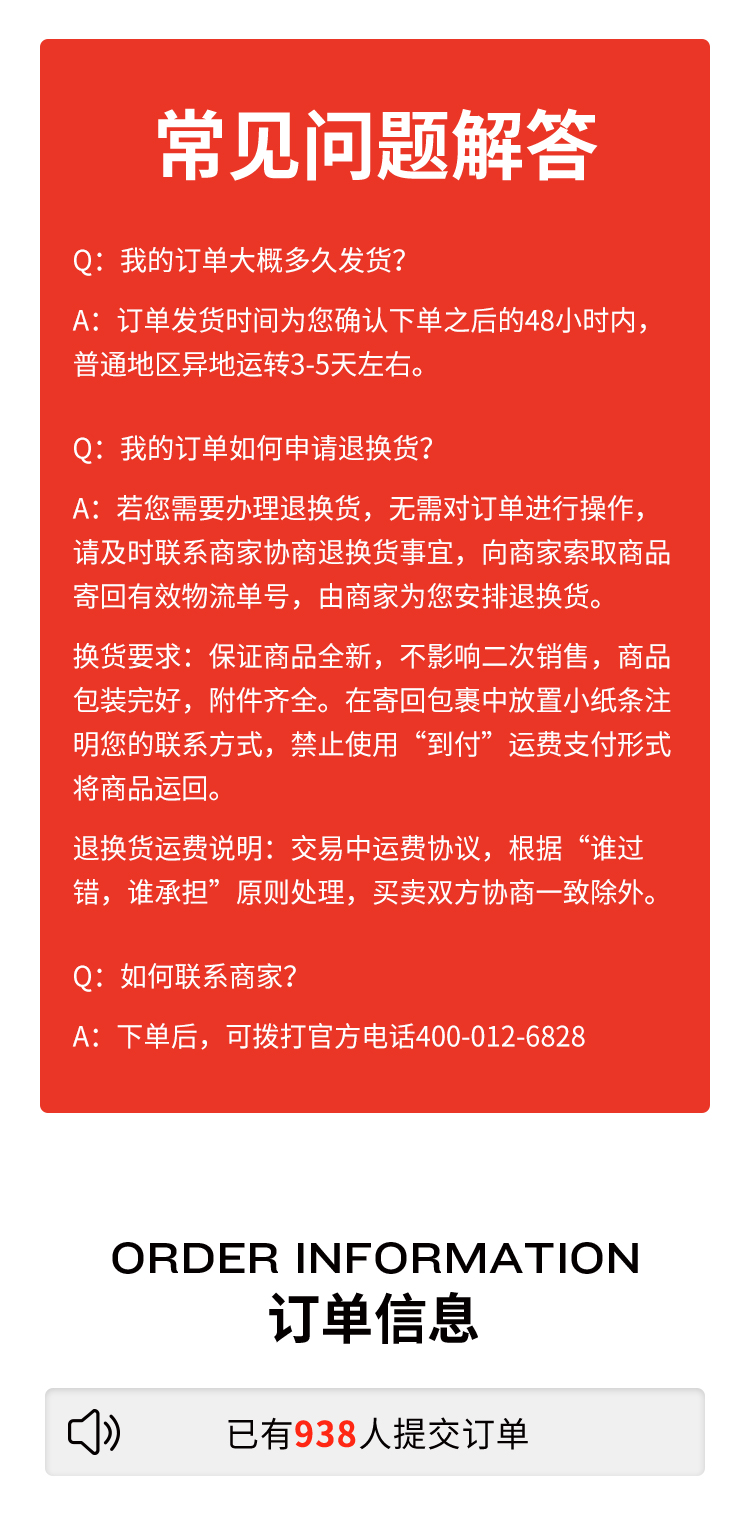 常见问题解答
Q：我的订单大概多久发货？
A：订单发货时间为您确认下单之后的48小时内，
普通地区异地运转3-5天左右。
Q：我的订单如何申请退换货？
A：若您需要办理退换货，无需对订单进行操作，
请及时联系商家协商退换货事宜，向商家索取商品
寄回有效物流单号，由商家为您安排退换货。
换货要求：保证商品全新，不影响二次销售，商品
包装完好，附件齐全。在寄回包裹中放置小纸条注
明您的联系方式，禁止使用“到付”运费支付形式
将商品运回。
退换货运费说明：交易中运费协议，根据“谁过
错，谁承担”原则处理，买卖双方协商一致除外。
Q：如何联系商家？
A：下单后，可拨打官方电话400-012-6828
ORDER INFORMATION
订单信息
已有938人提交订单